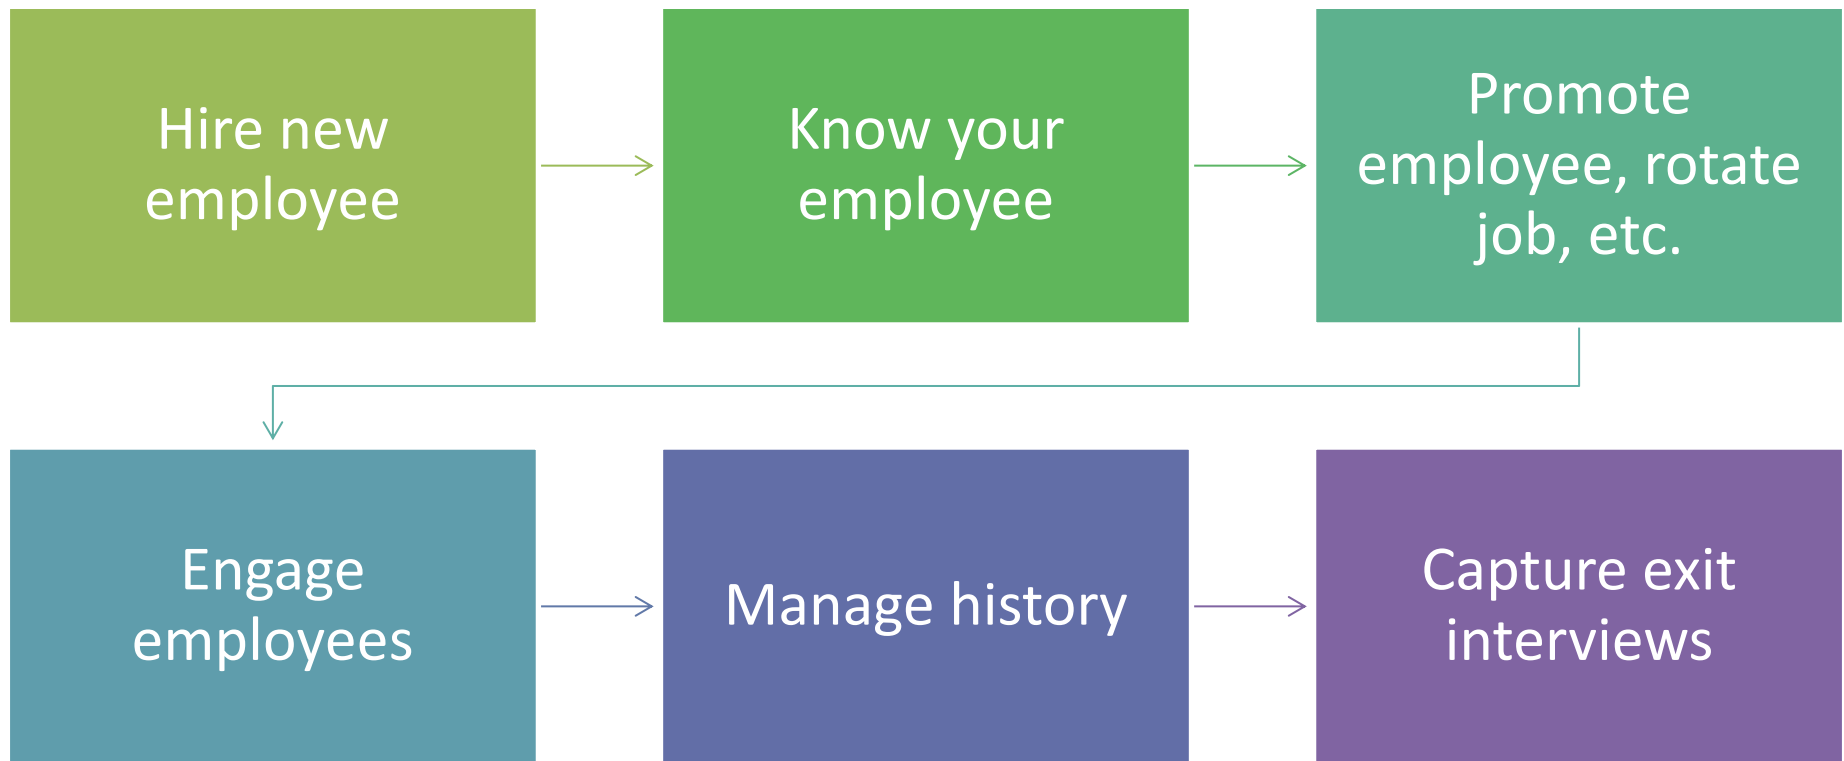 Hire new
employee
Know your
employee
Promote
employee, rotate
job, etc.
Engage
employees
Manage history
Capture exit
interviews